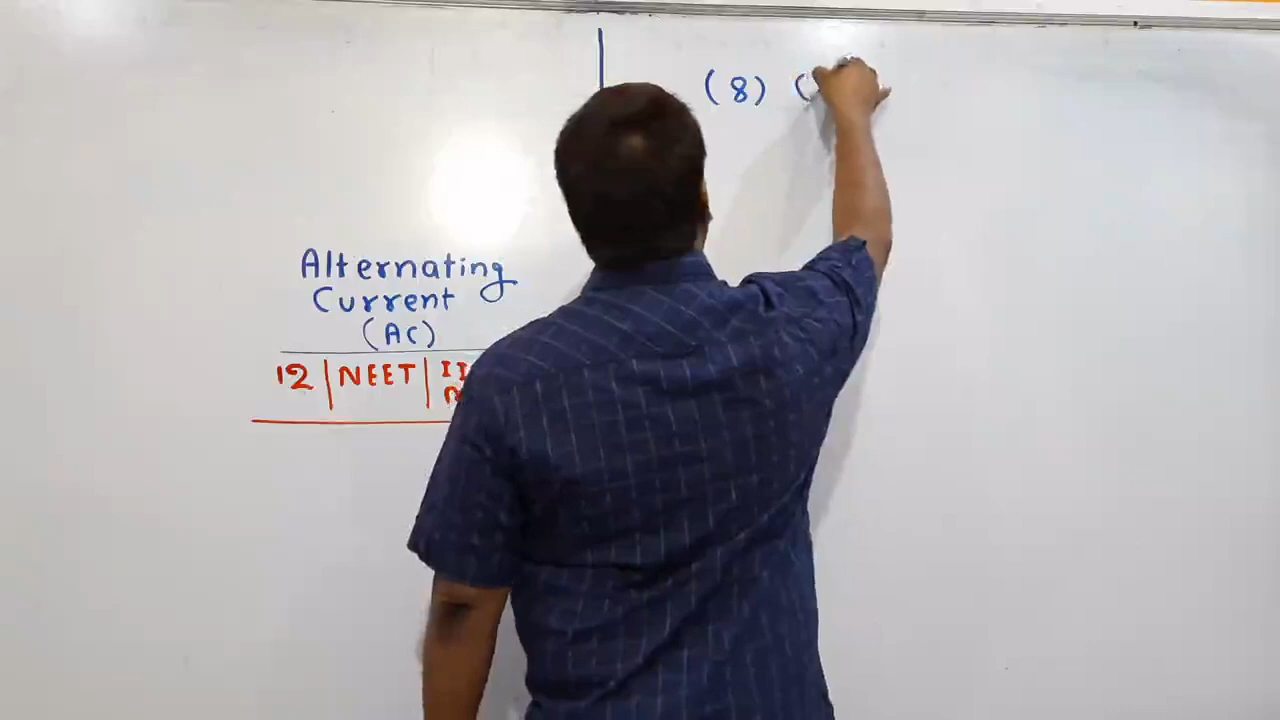 (8) (
Alternating
Current
(AC)
12 | NEET |